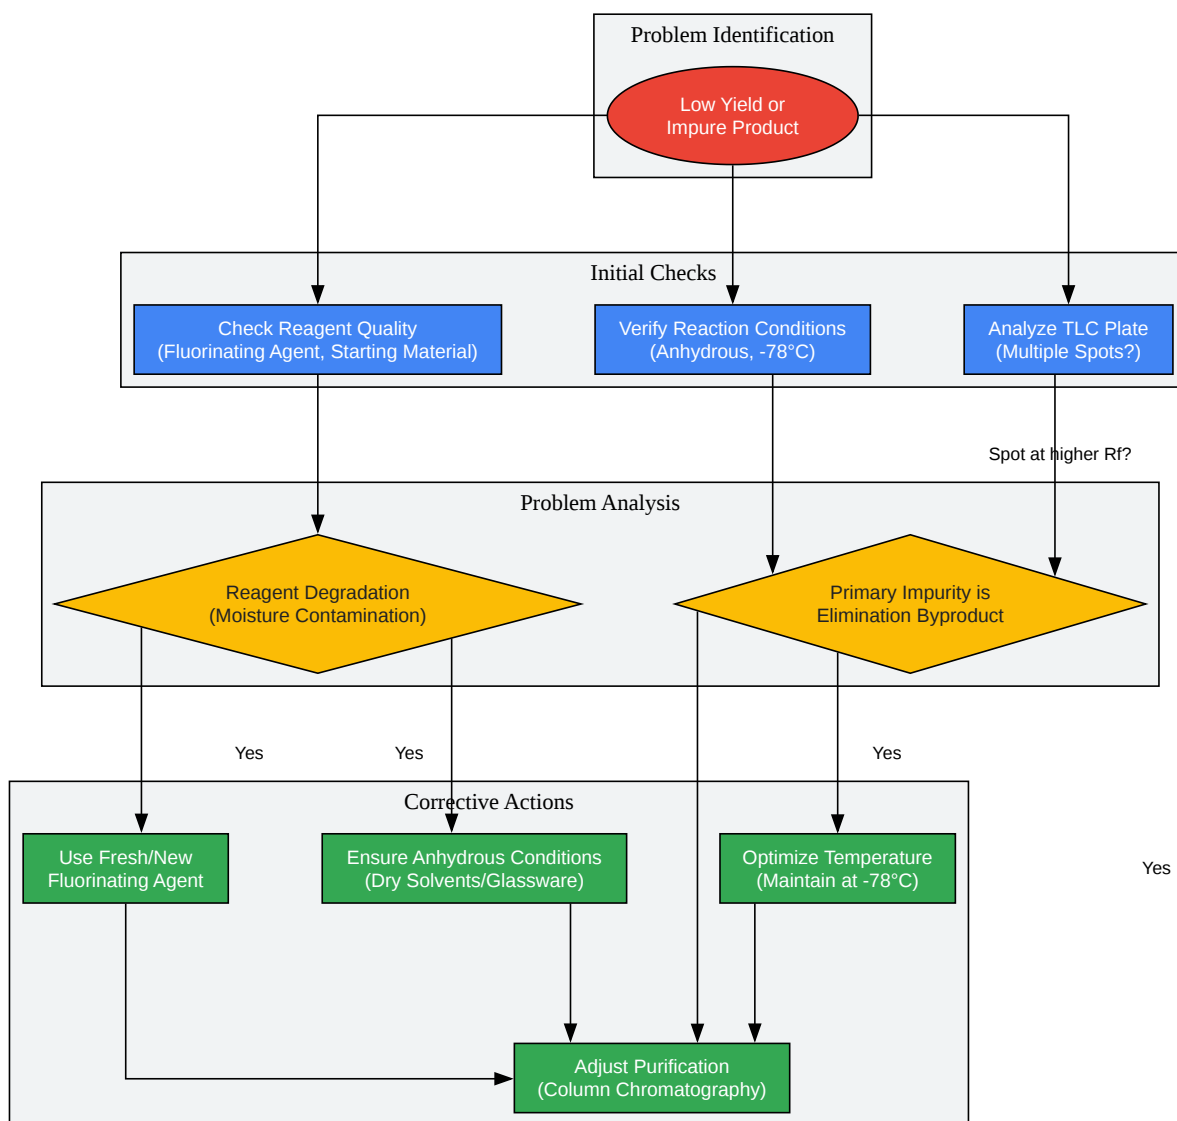 Problem Identification
Low Yield or
Impure Product
Initial Checks
Check Reagent Quality
(Fluorinating Agent, Starting Material)
Verify Reaction Conditions
(Anhydrous, -78°C)
Analyze TLC Plate
(Multiple Spots?)
Spot at higher Rf?
Problem Analysis
Reagent Degradation
(Moisture Contamination)
Primary Impurity is
Elimination Byproduct
Yes
Yes
Yes
Corrective Actions
Use Fresh/New
Fluorinating Agent
Ensure Anhydrous Conditions
(Dry Solvents/Glassware)
Optimize Temperature
(Maintain at -78°C)
Yes
Adjust Purification
(Column Chromatography)